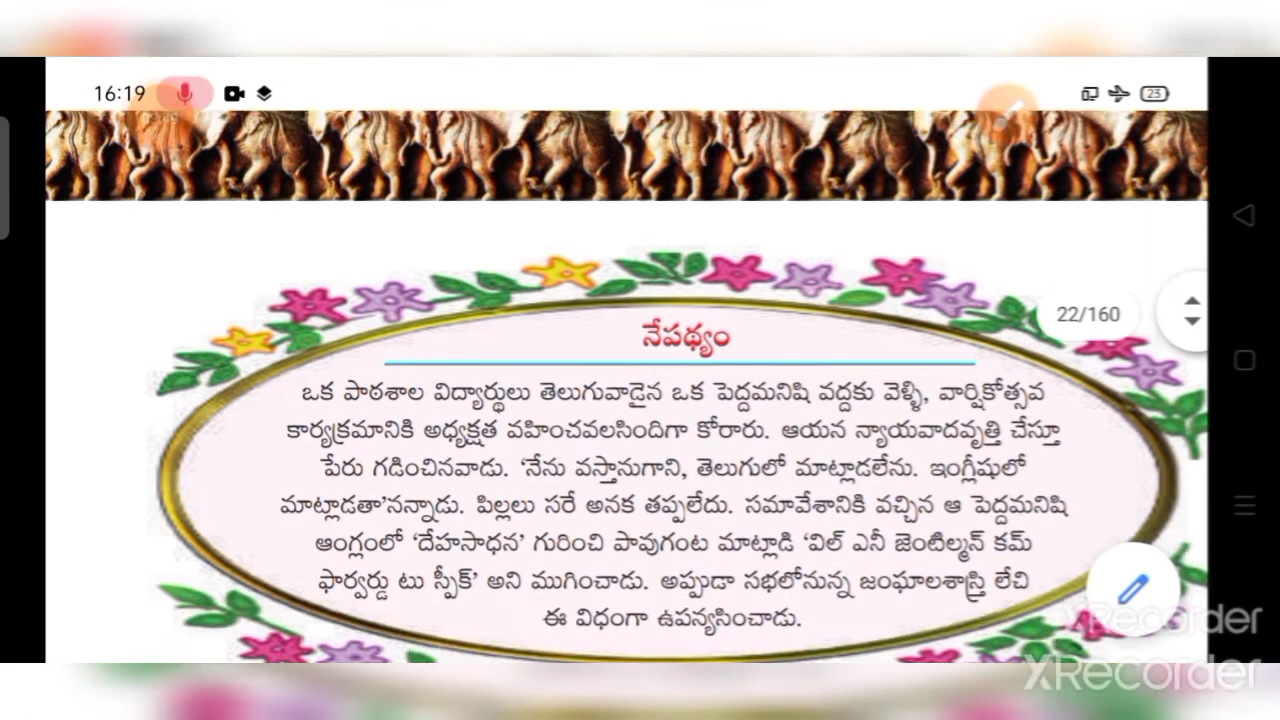 16:19
23
22/160
నేపథ్యం
ఒక పాఠశాల విద్యార్థులు తెలుగువాడైన ఒక పెద్దమనిషి వద్దకు వెళ్ళి, వార్షికోత్సవ
కార్యక్రమానికి అధ్యక్షత వహించవలసిందిగా కోరారు. ఆయన న్యాయవాదవృత్తి చేస్తూ
పేరు గడించినవాడు. ‘నేను వస్తానుగాని, తెలుగులో మాట్లాడలేను. ఇంగ్లీషులో
మాట్లాడతా’నన్నాడు. పిల్లలు సరే అనక తప్పలేదు. సమావేశానికి వచ్చిన ఆ పెద్దమనిషి
ఆంగ్లంలో ‘దేహసాధన’ గురించి పావుగంట మాట్లాడి ‘విల్ ఎనీ జెంటిల్మన్ కమ్
ఫార్వర్డు టు స్పీక్’ అని ముగించాడు. అప్పుడా సభలోనున్న జంఘాలశాస్త్రి లేచి
ఈ విధంగా ఉపన్యసించాడు.
XRecorder
XRecorder